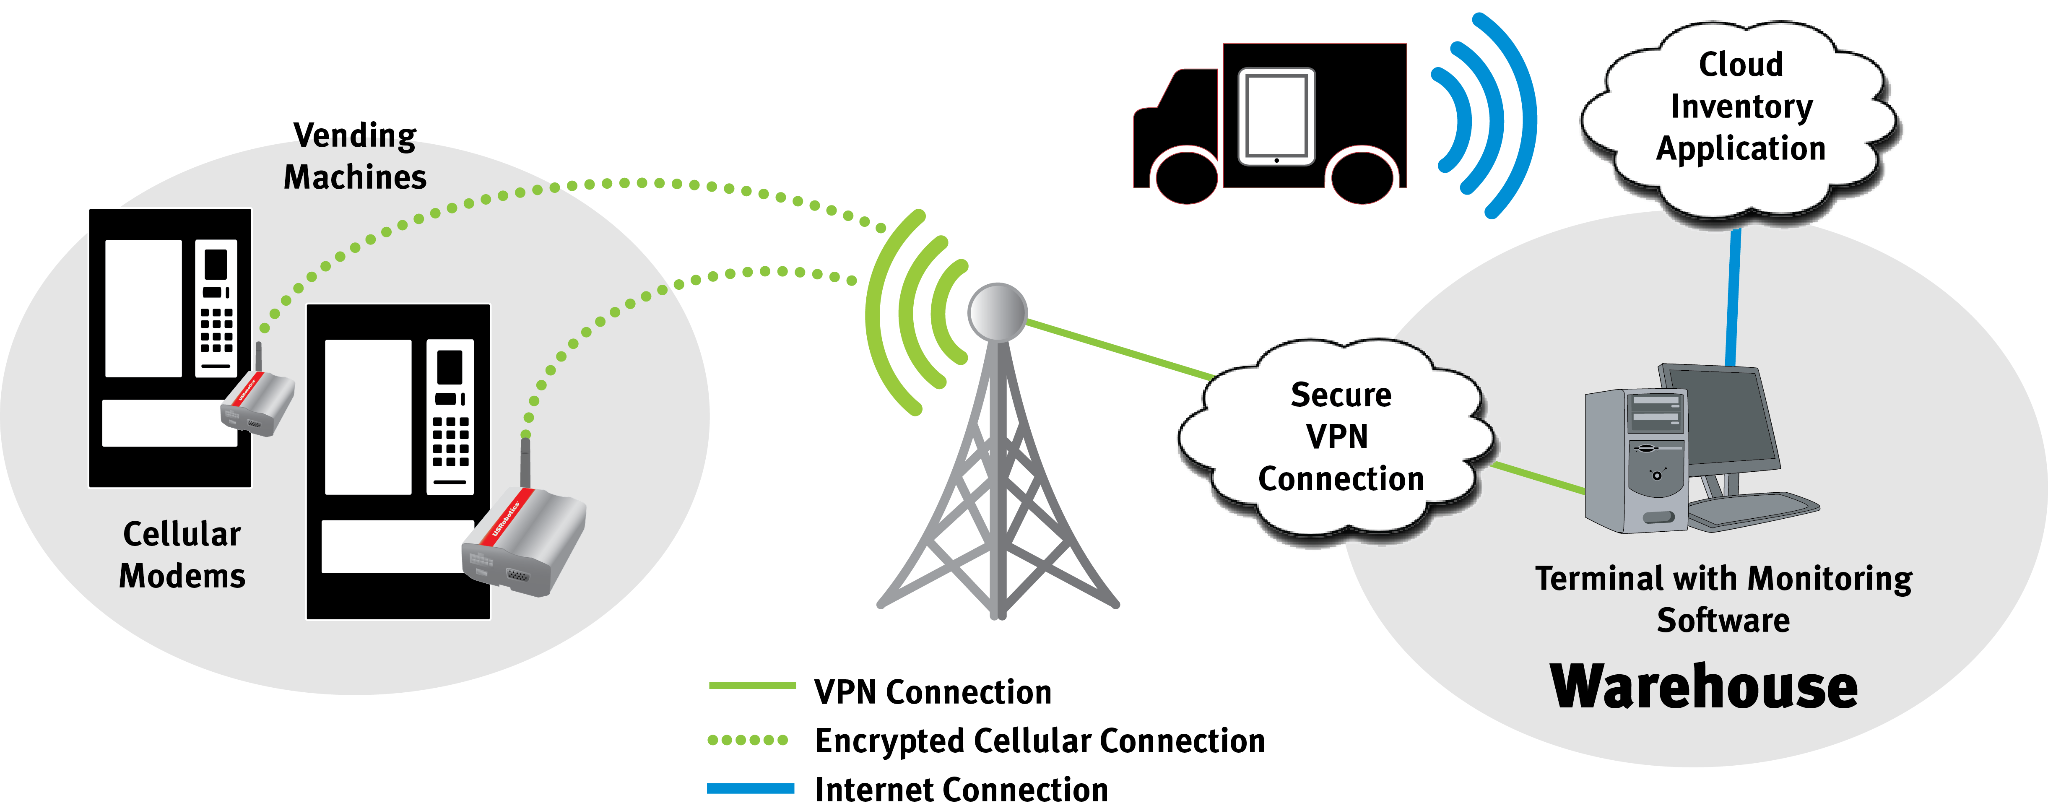 Vending
Machines
Cellular
Modems
USRobotics
Cloud
Inventory
Application
Secure
VPN
Connection
Terminal with Monitoring
Software
Warehouse
VPN Connection
Encrypted Cellular Connection
Internet Connection